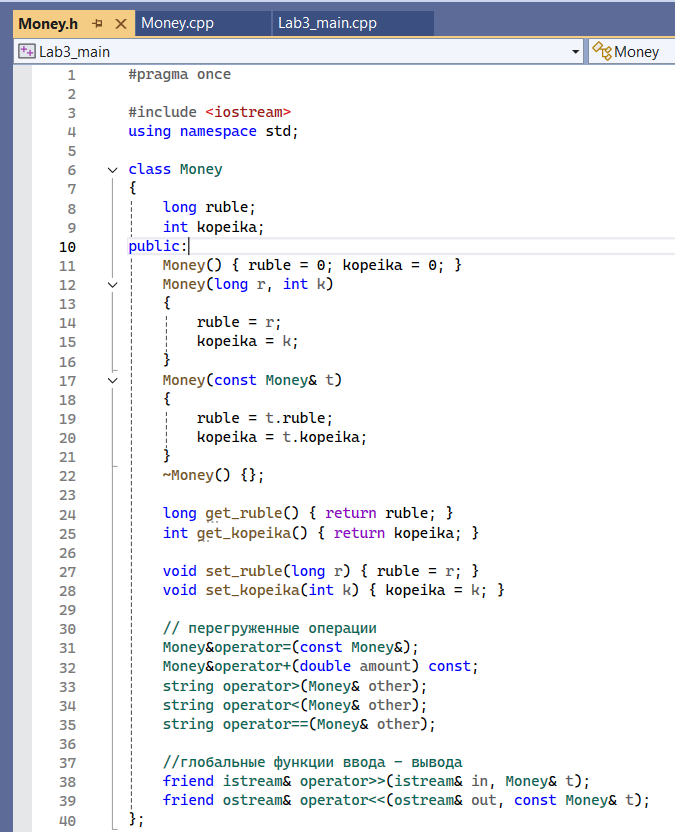 Money.h Money.cpp Lab3_main.cpp
Lab3_main Money
1 #pragma once
2
3 #include <iostream>
4 using namespace std;
5
6 class Money
7 {
8 long ruble;
9 int kopeika;
10 public:
11 Money() { ruble = 0; kopeika = 0; }
12 Money(long r, int k)
13 {
14 ruble = r;
15 kopeika = k;
16 }
17 Money(const Money& t)
18 {
19 ruble = t.ruble;
20 kopeika = t.kopeika;
21 }
22 ~Money() {};
23
24 long get_ruble() { return ruble; }
25 int get_kopeika() { return kopeika; }
26
27 void set_ruble(long r) { ruble = r; }
28 void set_kopeika(int k) { kopeika = k; }
29
30 // перегруженные операции
31 Money&operator=(const Money&);
32 Money&operator+(double amount) const;
33 string operator>(Money& other);
34 string operator<(Money& other);
35 string operator==(Money& other);
36
37 //глобальные функции ввода – вывода
38 friend istream& operator>>(istream& in, Money& t);
39 friend ostream& operator<<(ostream& out, const Money& t);
40 };